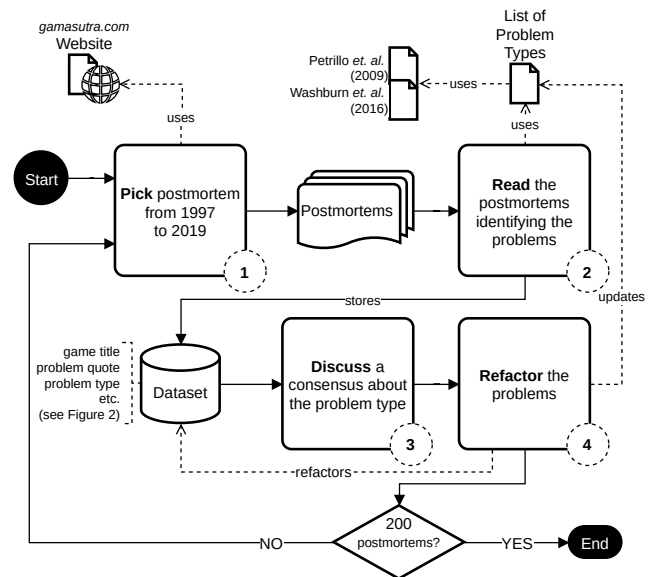 gamasutra.com
Website
List of
Problem
Types
Petrillo et. al.
(2009)
Washburn et. al.
(2016)
uses
uses
uses
Start
Pick postmortem
from 1997
to 2019
1
Postmortems
Read the
postmortems
identifying the
problems
2
updates
stores
game title
problem quote
problem type
etc.
(see Figure 2)
Dataset
Discuss a
consensus about
the problem type
3
Refactor the
problems
4
refactors
200
postmortems?
NO
YES
End